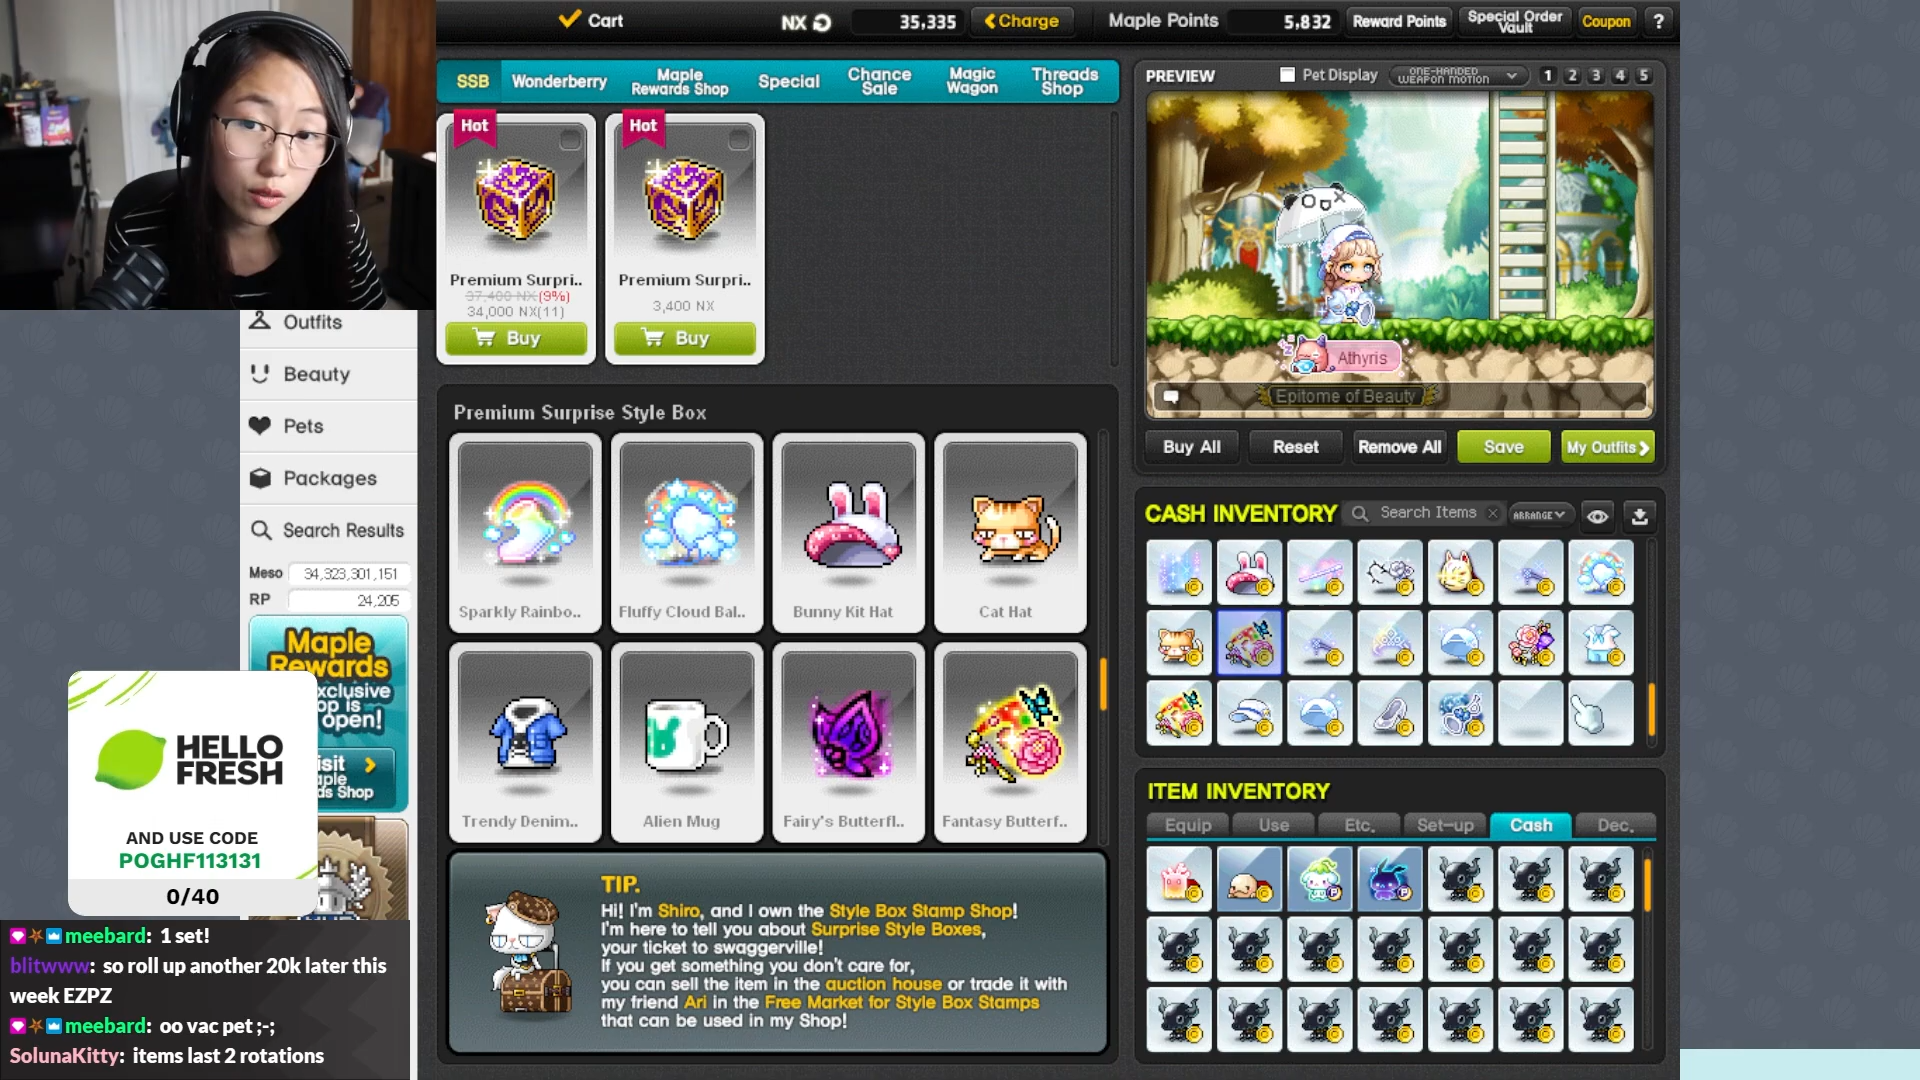 Cart
NX
35,335
Charge
Maple Points
5,832
Reward Points
Special Order
Vault
Coupon
?
SSB
Wonderberry
Maple
Rewards Shop
Special
Chance
Sale
Magic
Wagon
Threads
Shop
PREVIEW
Pet Display
ONE-HANDED
WEAPON MOTION
1 2 3 4 5
Hot
Hot
Premium Surpri..
37,400 NX(9%)
34,000 NX(11)
Buy
Premium Surpri..
3,400 NX
Buy
Athyris
Epitome of Beauty
Buy All
Reset
Remove All
Save
My Outfits
Outfits
Beauty
Pets
Packages
Search Results
Meso 34,323,301,151
RP 24,205
Maple
Rewards
xclusive
op is
open!
isit
aple
ds Shop
Premium Surprise Style Box
Sparkly Rainbo..
Fluffy Cloud Bal..
Bunny Kit Hat
Cat Hat
Trendy Denim..
Alien Mug
Fairy's Butterfl..
Fantasy Butterf..
CASH INVENTORY
Search Items
ARRANGE
ITEM INVENTORY
Equip
Use
Etc.
Set-up
Cash
Dec.
TIP.
Hi! I'm Shiro, and I own the Style Box Stamp Shop!
I'm here to tell you about Surprise Style Boxes,
your ticket to swaggerville!
If you get something you don't care for,
you can sell the item in the auction house or trade it with
my friend Ari in the Free Market for Style Box Stamps
that can be used in my Shop!
HELLO
FRESH
AND USE CODE
POGHF113131
0/40
meebard: 1 set!
blitwww: so roll up another 20k later this
week EZPZ
meebard: oo vac pet ;-;
SolunaKitty: items last 2 rotations